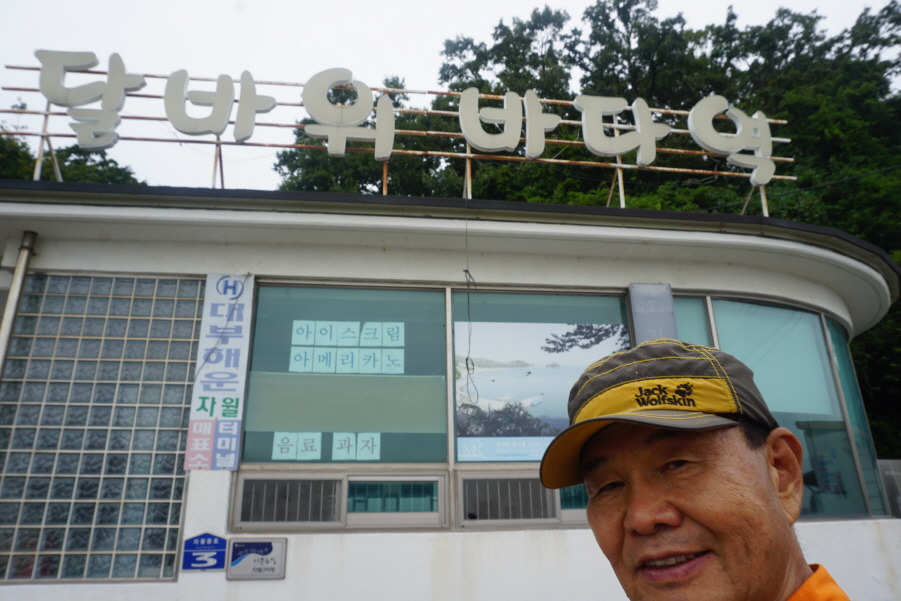 달바위 바다역
H
대부해운
자월 터미널
매표소
아이스크림
아메리카노
음료 과자
Jack
Wolfskin
3